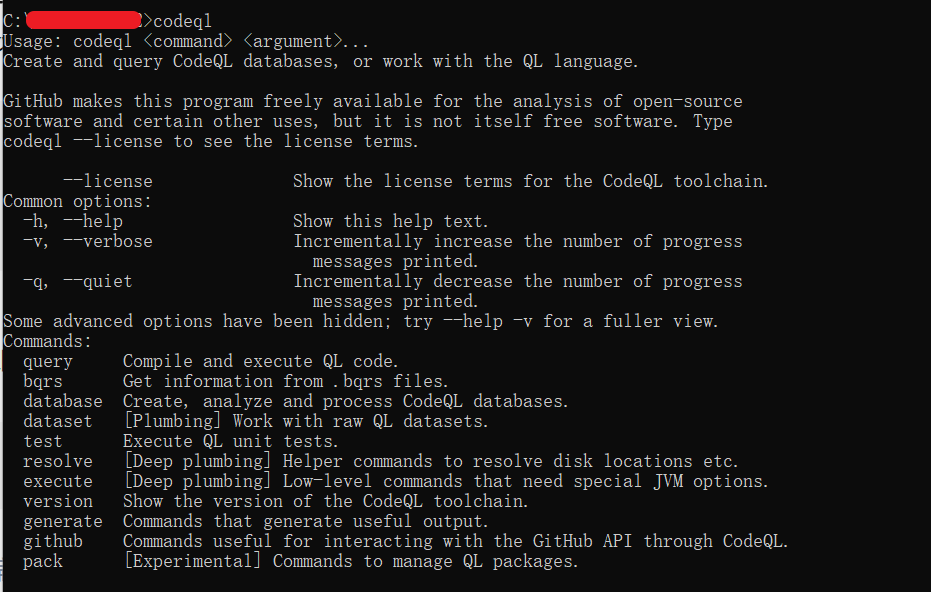 C:\>codeql
Usage: codeql <command> <argument>...
Create and query CodeQL databases, or work with the QL language.
GitHub makes this program freely available for the analysis of open-source
software and certain other uses, but it is not itself free software. Type
codeql --license to see the license terms.
--license Show the license terms for the CodeQL toolchain.
Common options:
-h, --help Show this help text.
-v, --verbose Incrementally increase the number of progress
messages printed.
-q, --quiet Incrementally decrease the number of progress
messages printed.
Some advanced options have been hidden; try --help -v for a fuller view.
Commands:
query Compile and execute QL code.
bqrs Get information from .bqrs files.
database Create, analyze and process CodeQL databases.
dataset [Plumbing] Work with raw QL datasets.
test Execute QL unit tests.
resolve [Deep plumbing] Helper commands to resolve disk locations etc.
execute [Deep plumbing] Low-level commands that need special JVM options.
version Show the version of the CodeQL toolchain.
generate Commands that generate useful output.
github Commands useful for interacting with the GitHub API through CodeQL.
pack [Experimental] Commands to manage QL packages.